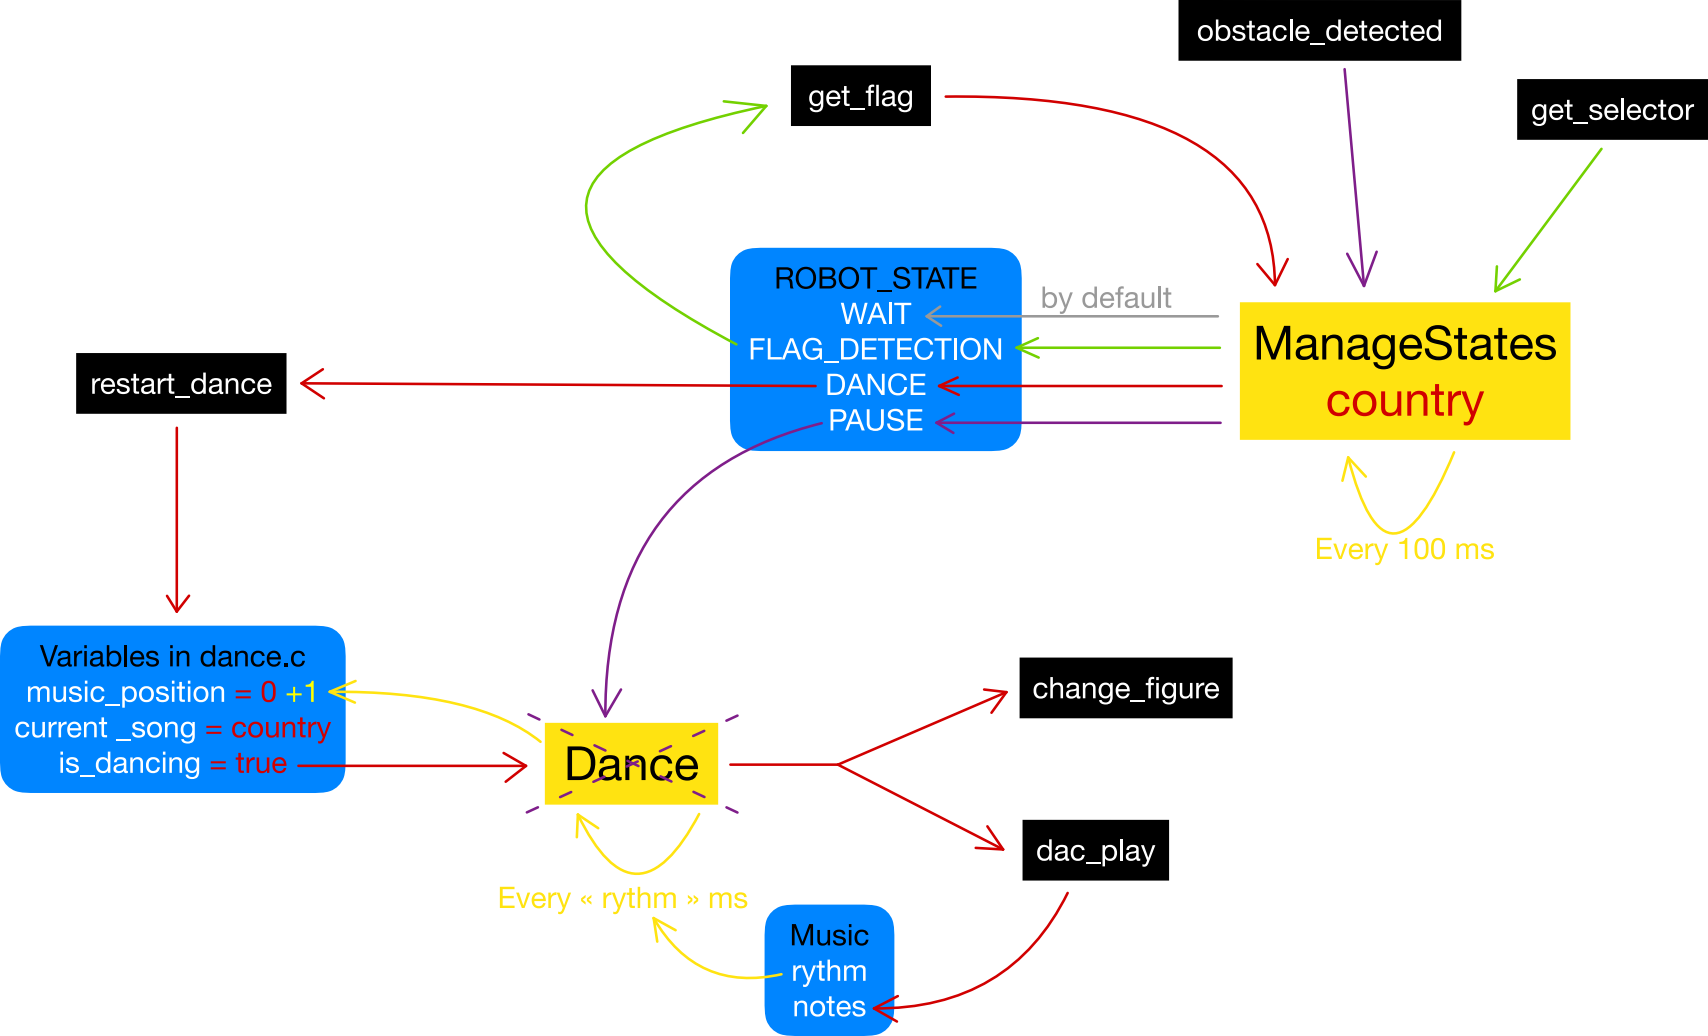 obstacle_detected
get_flag
get_selector
ROBOT_STATE
WAIT
by default
FLAG_DETECTION
DANCE
PAUSE
ManageStates
country
restart_dance
Every 100 ms
Variables in dance.c
music_position = 0 +1
current _song = country
is_dancing = true
change_figure
Dance
dac_play
Every « rythm » ms
Music
rythm
notes